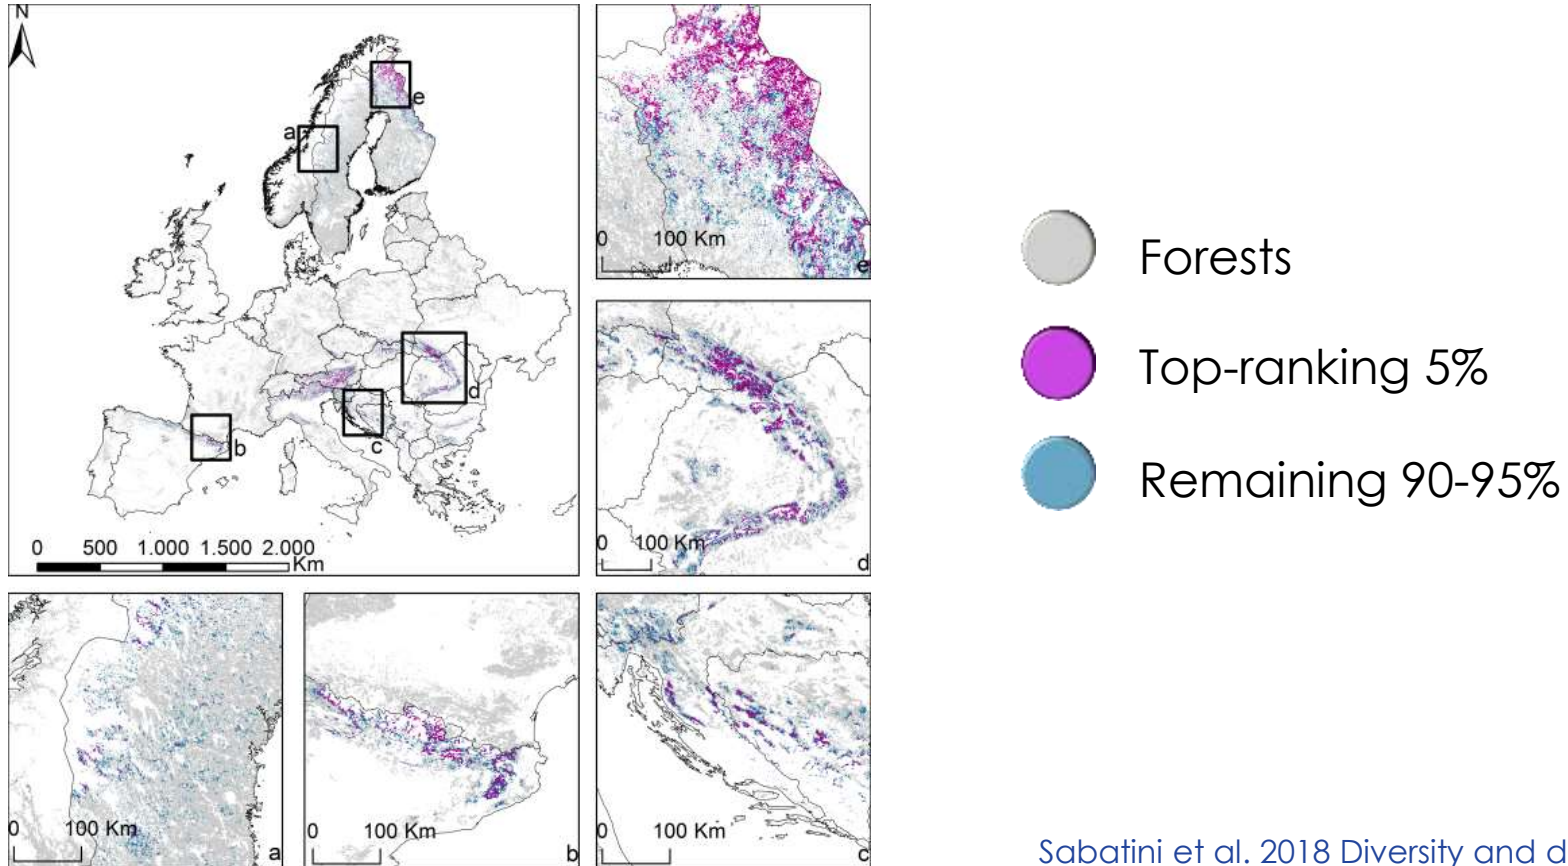 N
e
a
d
b
c
0 500 1.000 1.500 2.000
Km
0 100 Km
e
0 100 Km
d
0 100 Km
a
0 100 Km
b
0 100 Km
c
Forests
Top-ranking 5%
Remaining 90-95%
Sabatini et al. 2018 Diversity and d